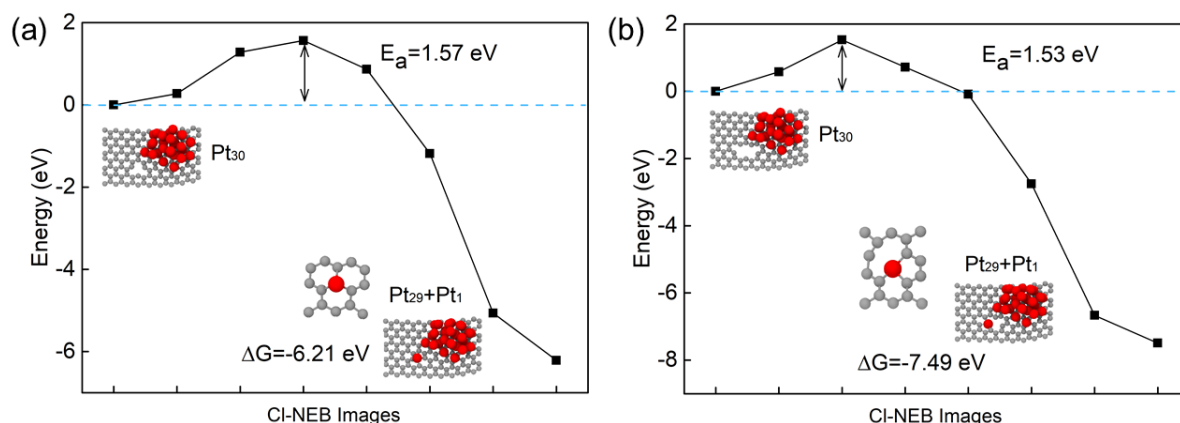 (a)
2
0
-2
-4
-6
Energy (eV)
Ea=1.57 eV
Pt30
Pt29+Pt1
ΔG=-6.21 eV
CI-NEB Images
(b)
2
0
-2
-4
-6
-8
Energy (eV)
Ea=1.53 eV
Pt30
Pt29+Pt1
ΔG=-7.49 eV
CI-NEB Images